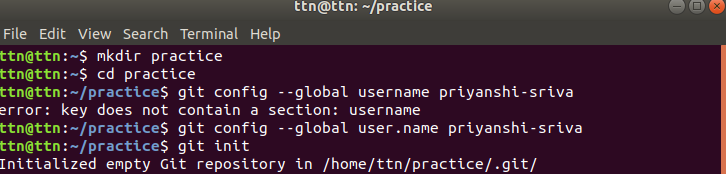 ttn@ttn: ~/practice
File Edit View Search Terminal Help
ttn@ttn:~$ mkdir practice
ttn@ttn:~$ cd practice
ttn@ttn:~/practice$ git config --global username priyanshi-sriva
error: key does not contain a section: username
ttn@ttn:~/practice$ git config --global user.name priyanshi-sriva
ttn@ttn:~/practice$ git init
Initialized empty Git repository in /home/ttn/practice/.git/